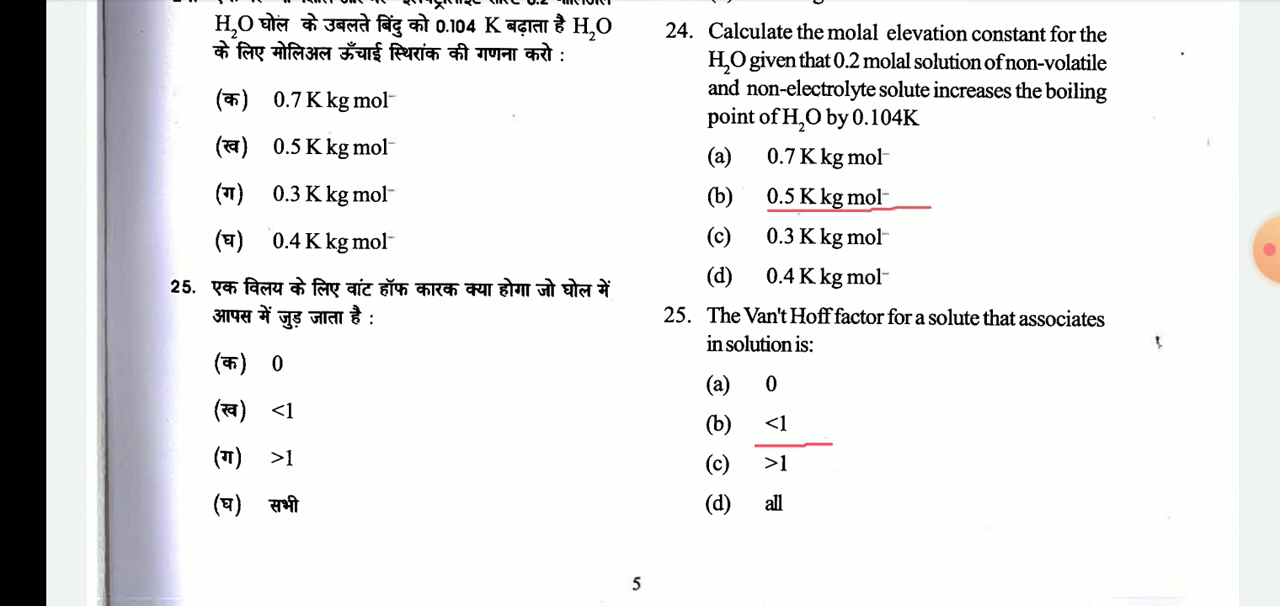 H₂O घोल के उबलते बिंदु को 0.104 K बढ़ाता है H₂O
के लिए मोलिअल ऊँचाई स्थिरांक की गणना करो :
(क) 0.7 K kg mol⁻
(ख) 0.5 K kg mol⁻
(ग) 0.3 K kg mol⁻
(घ) 0.4 K kg mol⁻
25. एक विलय के लिए वांट हॉफ कारक क्या होगा जो घोल में
आपस में जुड़ जाता है :
(क) 0
(ख) <1
(ग) >1
(घ) सभी
24. Calculate the molal elevation constant for the
H₂O given that 0.2 molal solution of non-volatile
and non-electrolyte solute increases the boiling
point of H₂O by 0.104K
(a) 0.7 K kg mol⁻
(b) 0.5 K kg mol⁻
(c) 0.3 K kg mol⁻
(d) 0.4 K kg mol⁻
25. The Van't Hoff factor for a solute that associates
in solution is:
(a) 0
(b) <1
(c) >1
(d) all
5